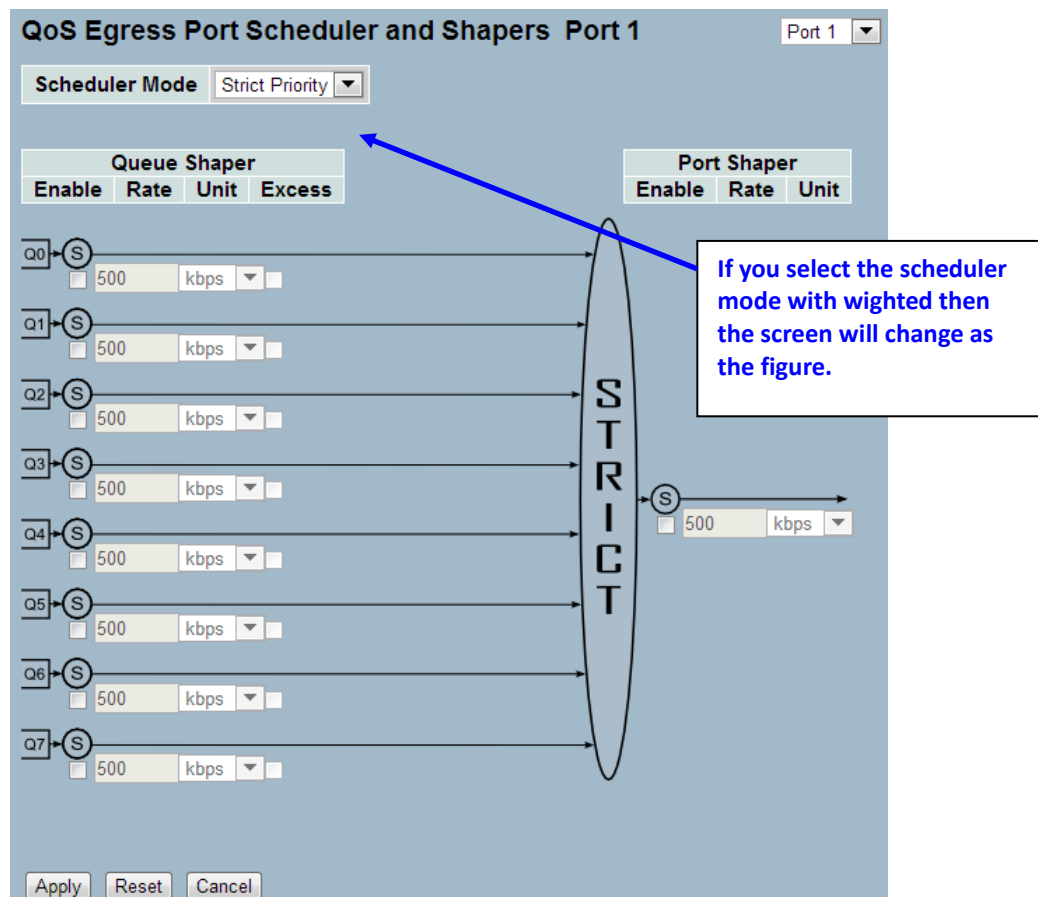 QoS Egress Port Scheduler and Shapers Port 1
Port 1
Scheduler Mode Strict Priority
Queue Shaper
Enable Rate Unit Excess
Port Shaper
Enable Rate Unit
If you select the scheduler
mode with wighted then
the screen will change as
the figure.
Q0 S
500 kbps
Q1 S
500 kbps
Q2 S
500 kbps
Q3 S
500 kbps
Q4 S
500 kbps
Q5 S
500 kbps
Q6 S
500 kbps
Q7 S
500 kbps
STRICT
S
500 kbps
Apply Reset Cancel